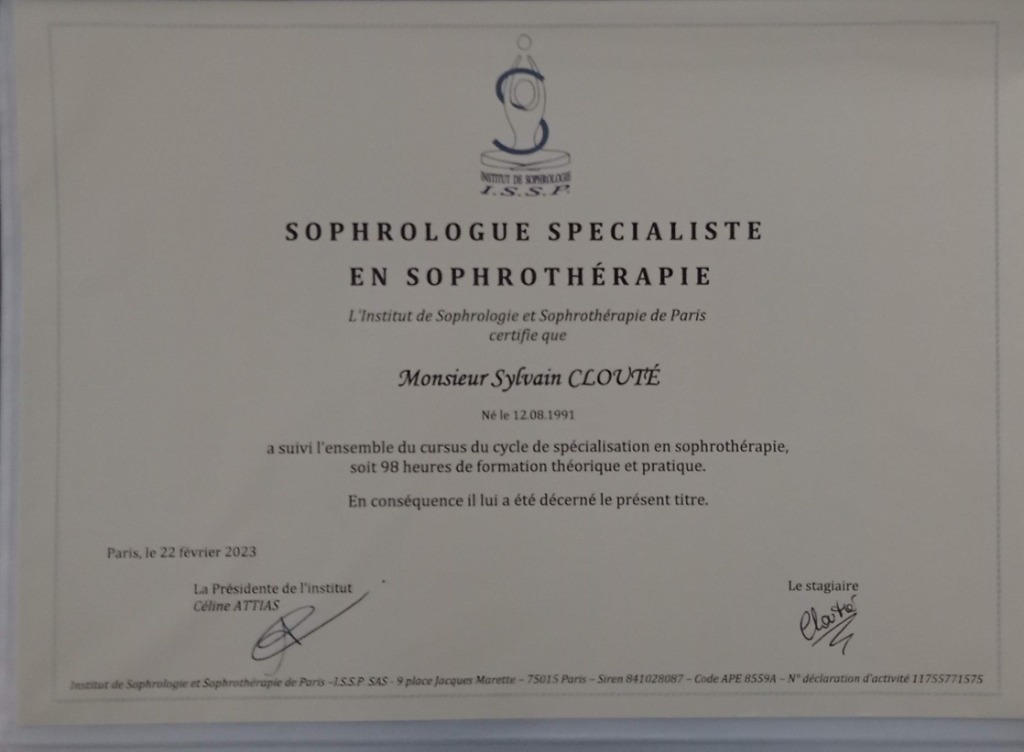 INSTITUT DE SOPHROLOGIE
I.S.S.P.
SOPHROLOGUE SPECIALISTE
EN SOPHROTHÉRAPIE
L'Institut de Sophrologie et Sophrothérapie de Paris
certifie que
Monsieur Sylvain CLOUTÉ
Né le 12.08.1991
a suivi l'ensemble du cursus du cycle de spécialisation en sophrothérapie,
soit 98 heures de formation théorique et pratique.
En conséquence il lui a été décerné le présent titre.
Paris, le 22 février 2023
La Présidente de l'institut
Céline ATTIAS
Le stagiaire
Clouté
Institut de Sophrologie et Sophrothérapie de Paris –I.S.S.P SAS - 9 place Jacques Marette – 75015 Paris – Siren 841028087 – Code APE 8559A – N° déclaration d'activité 11755771575